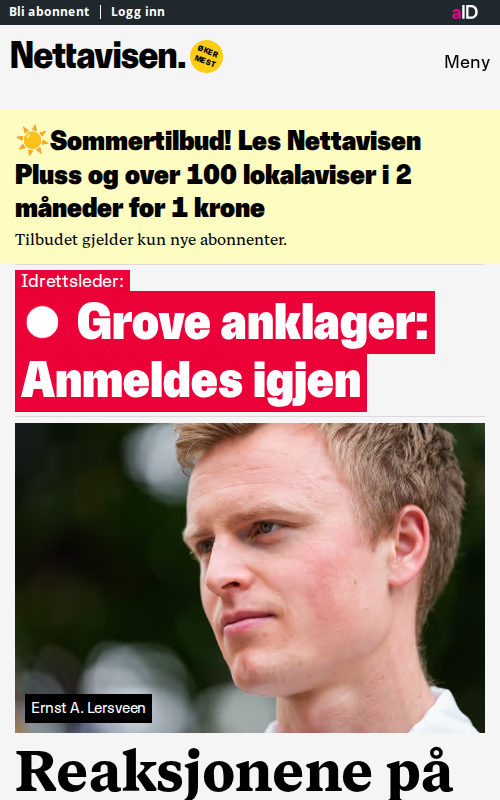 Bli abonnent | Logg inn
aID
Nettavisen.
ØKER
MEST
Meny
☀️Sommertilbud! Les Nettavisen
Pluss og over 100 lokalaviser i 2
måneder for 1 krone
Tilbudet gjelder kun nye abonnenter.
Idrettsleder:
● Grove anklager:
Anmeldes igjen
Ernst A. Lersveen
Reaksjonene på